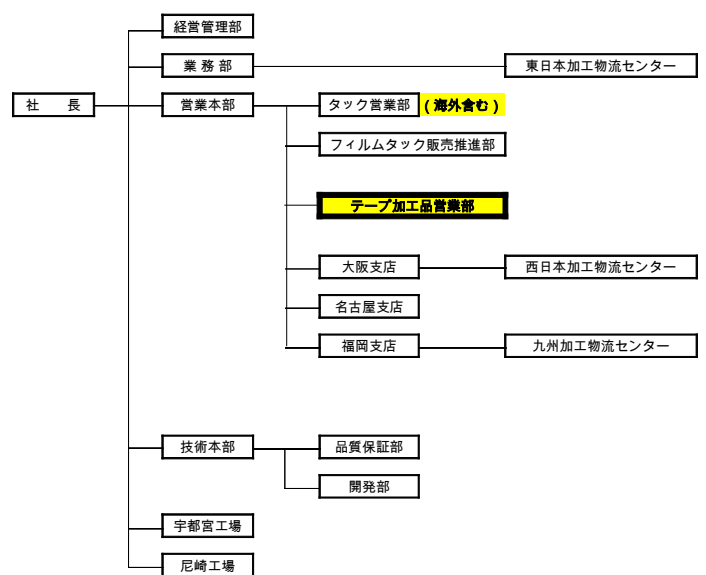 経営管理部
業 務 部
東日本加工物流センター
社　　長
営業本部
タック営業部
(海外含む)
フィルムタック販売推進部
テープ加工品営業部
大阪支店
西日本加工物流センター
名古屋支店
福岡支店
九州加工物流センター
技術本部
品質保証部
開発部
宇都宮工場
尼崎工場